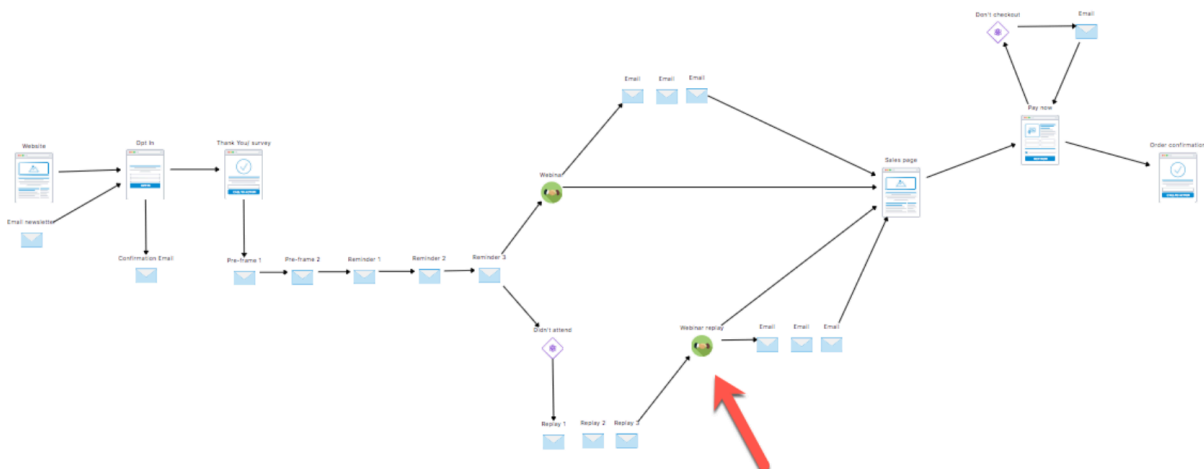 Don't checkout
Email
Email
Email
Email
Pay now
Website
Opt In
Thank You/ survey
Order confirmation
Sales page
Webinar
Email newsletter
Confirmation Email
Pre-frame 1
Pre-frame 2
Reminder 1
Reminder 2
Reminder 3
Didn't attend
Webinar replay
Email
Email
Email
Replay 1
Replay 2
Replay 3